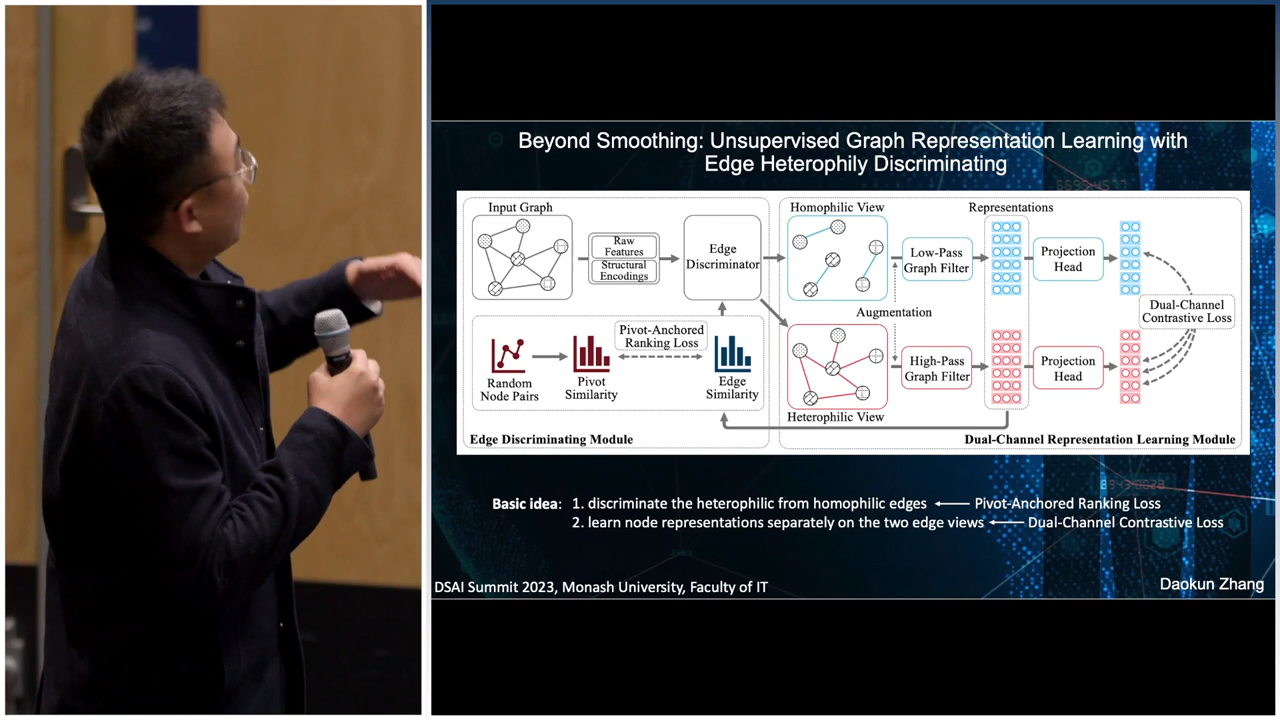 Beyond Smoothing: Unsupervised Graph Representation Learning with
Edge Heterophily Discriminating
Input Graph
Raw
Features
Structural
Encodings
Edge
Discriminator
Pivot-Anchored
Ranking Loss
Random
Node Pairs
Pivot
Similarity
Edge
Similarity
Edge Discriminating Module
Homophilic View
Low-Pass
Graph Filter
Representations
Projection
Head
Augmentation
Dual-Channel
Contrastive Loss
High-Pass
Graph Filter
Projection
Head
Heterophilic View
Dual-Channel Representation Learning Module
Basic idea: 1. discriminate the heterophilic from homophilic edges ← Pivot-Anchored Ranking Loss
2. learn node representations separately on the two edge views ← Dual-Channel Contrastive Loss
DSAI Summit 2023, Monash University, Faculty of IT
Daokun Zhang